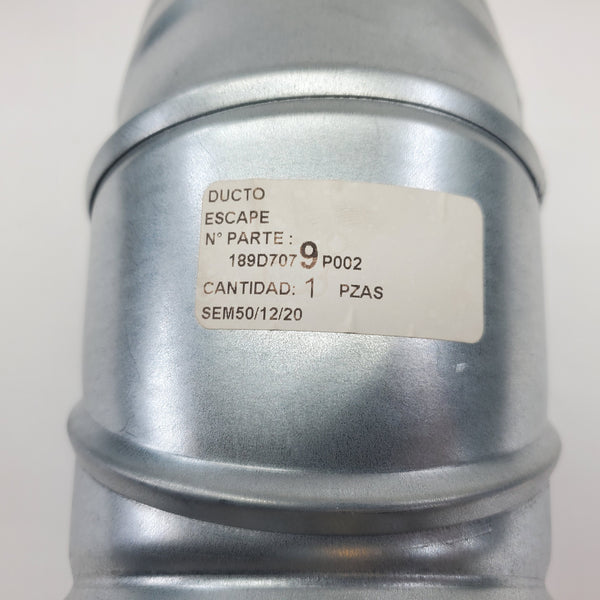 DUCTO
ESCAPE
N° PARTE :
189D7079P002
CANTIDAD: 1 PZAS
SEM50/12/20